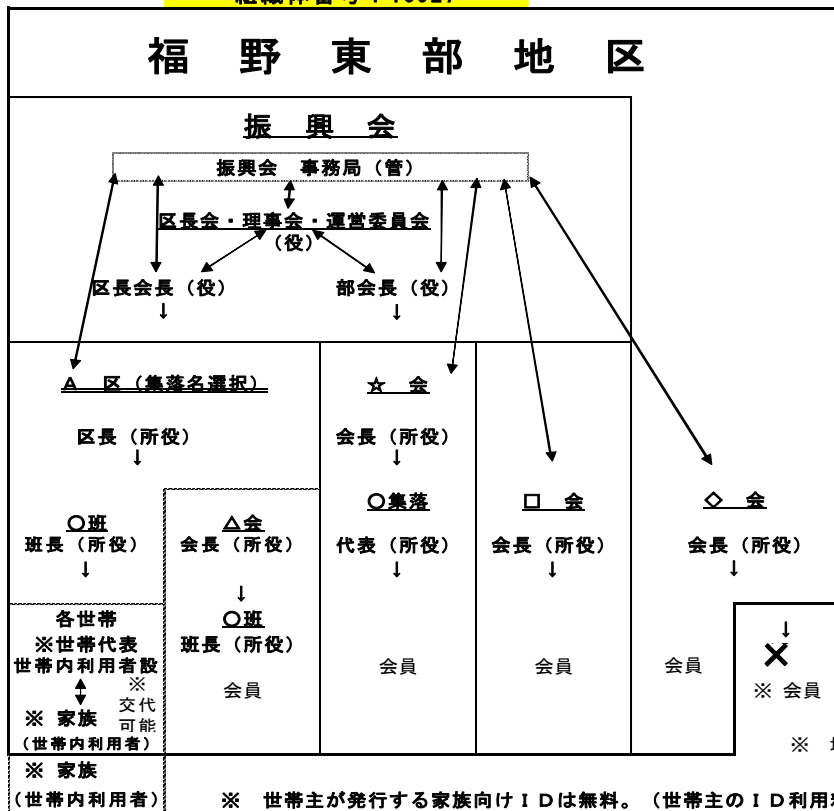 福野東部地区
振興会
振興会 事務局(管)
区長会・理事会・運営委員会
(役)
区長会長(役) 部会長(役)
↓ ↓
A 区(集落名選択) ☆ 会
区長(所役) 会長(所役)
↓ ↓
○班 △会 ○集落 □ 会 ◇ 会
班長(所役) 会長(所役) 代表(所役) 会長(所役) 会長(所役)
↓ ↓ ↓ ↓ ↓
各世帯 ○班 ↓
※世帯代表 班長(所役) ×
世帯内利用者設 会員 会員 会員 会員 ※ 会員
※
交代
可能
※ 家族
(世帯内利用者) ※
※ 家族
(世帯内利用者) ※ 世帯主が発行する家族向けIDは無料。(世帯主のID利用